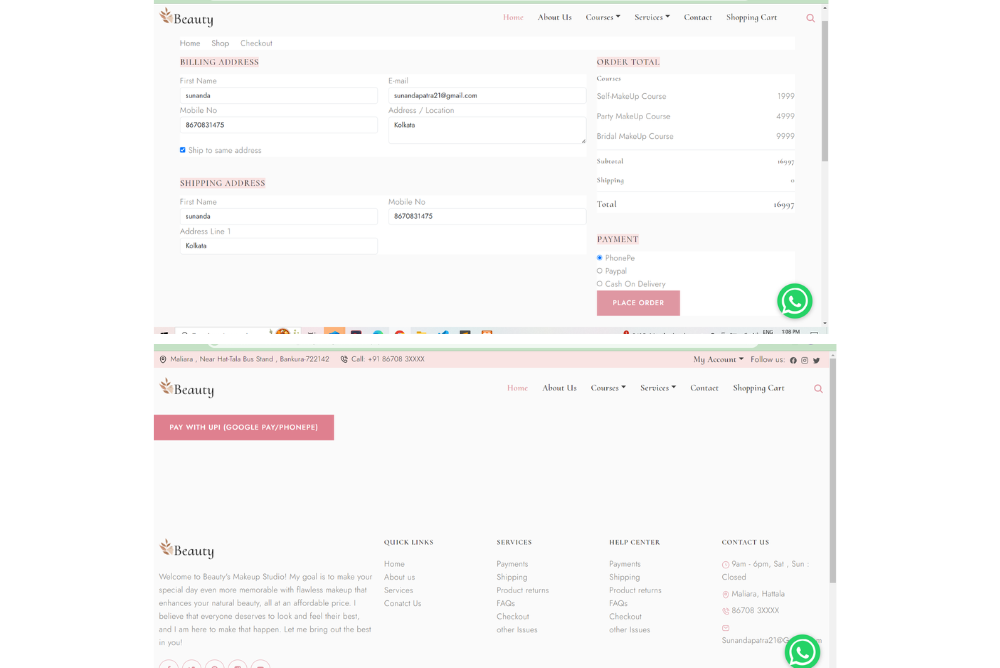 Beauty
Home About Us Courses Services Contact Shopping Cart
Home Shop Checkout
BILLING ADDRESS
First Name
sunanda
E-mail
sunandapatra21@gmail.com
Mobile No
8670831475
Address / Location
Kolkata
Ship to same address
SHIPPING ADDRESS
First Name
sunanda
Mobile No
8670831475
Address Line 1
Kolkata
ORDER TOTAL
Courses
Self-MakeUp Course 1999
Party MakeUp Course 4999
Bridal MakeUp Course 9999
Subtotal 16997
Shipping 0
Total 16997
PAYMENT
PhonePe
Paypal
Cash On Delivery
PLACE ORDER
ENG 1:08 PM
Maliara , Near Hat-Tala Bus Stand , Bankura-722142 Call: +91 86708 3XXXX My Account Follow us:
Beauty
Home About Us Courses Services Contact Shopping Cart
PAY WITH UPI (GOOGLE PAY/PHONEPE)
Beauty
Welcome to Beauty's Makeup Studio! My goal is to make your
special day even more memorable with flawless makeup that
enhances your natural beauty, all at an affordable price. I
believe that everyone deserves to look and feel their best,
and I am here to make that happen. Let me bring out the best
in you!
QUICK LINKS
Home
About us
Services
Conatct Us
SERVICES
Payments
Shipping
Product returns
FAQs
Checkout
other Issues
HELP CENTER
Payments
Shipping
Product returns
FAQs
Checkout
other Issues
CONTACT US
9am - 6pm, Sat , Sun :
Closed
Maliara, Hattala
86708 3XXXX
Sunandapatra21@G